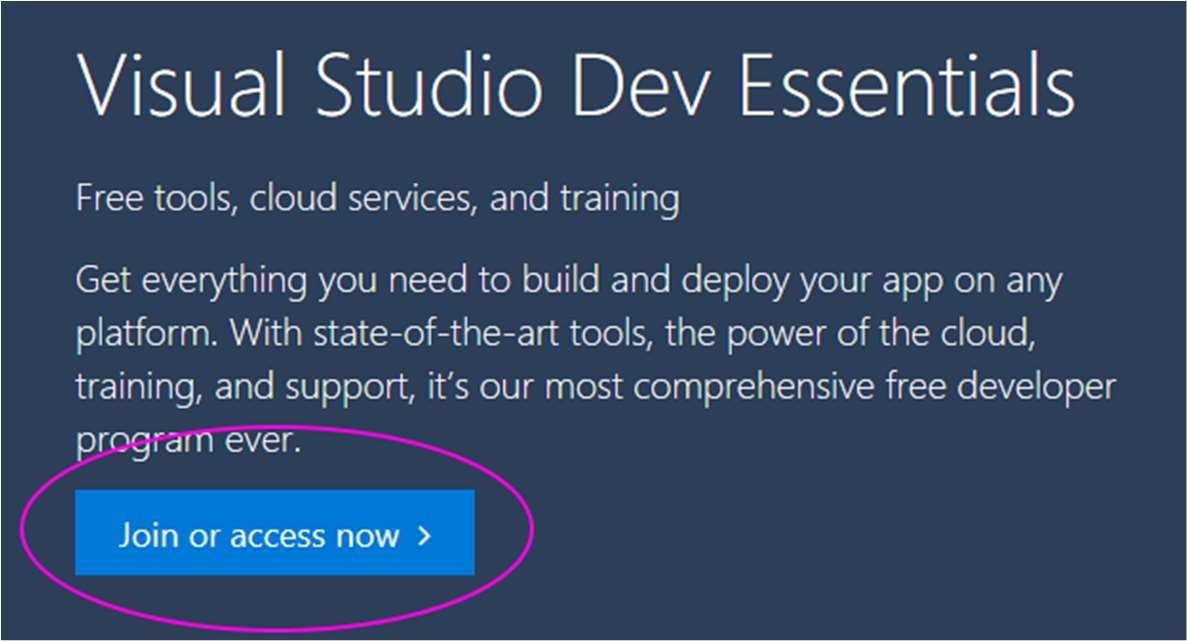 Visual Studio Dev Essentials
Free tools, cloud services, and training
Get everything you need to build and deploy your app on any
platform. With state-of-the-art tools, the power of the cloud,
training, and support, it’s our most comprehensive free developer
program ever.
Join or access now >